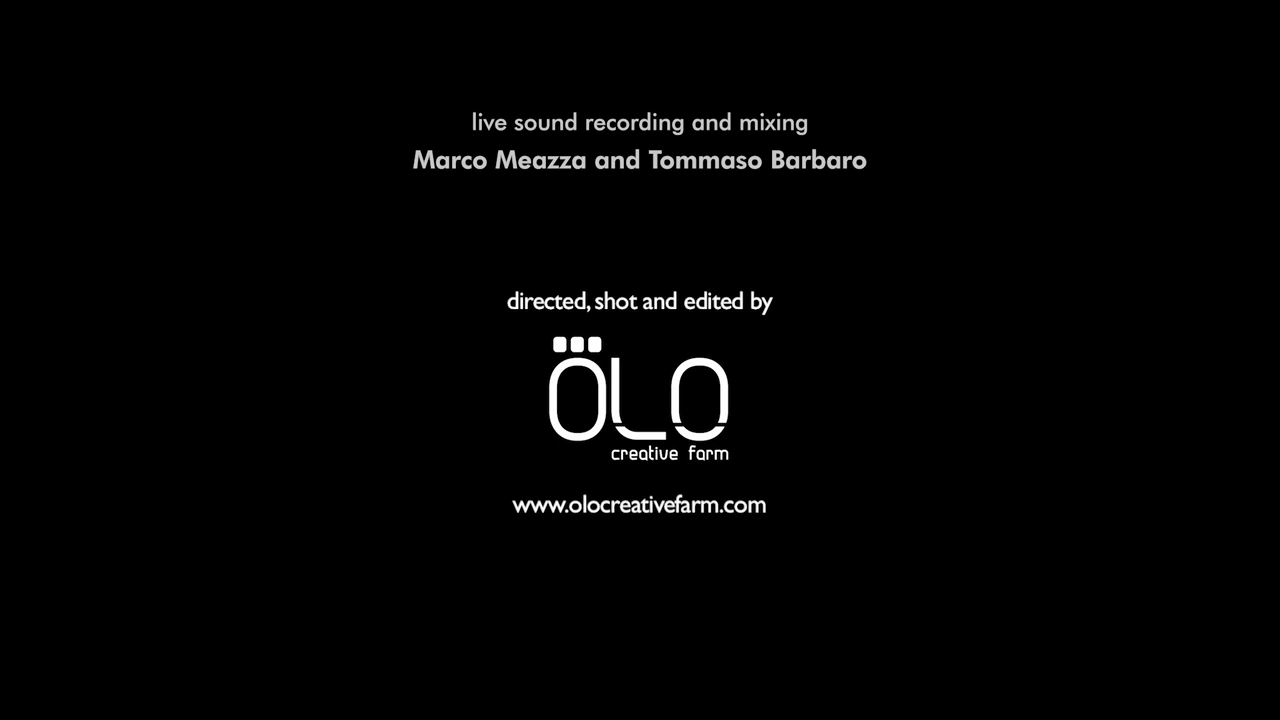 live sound recording and mixing
Marco Meazza and Tommaso Barbaro
directed, shot and edited by
OLO
creative farm
www.olocreativefarm.com